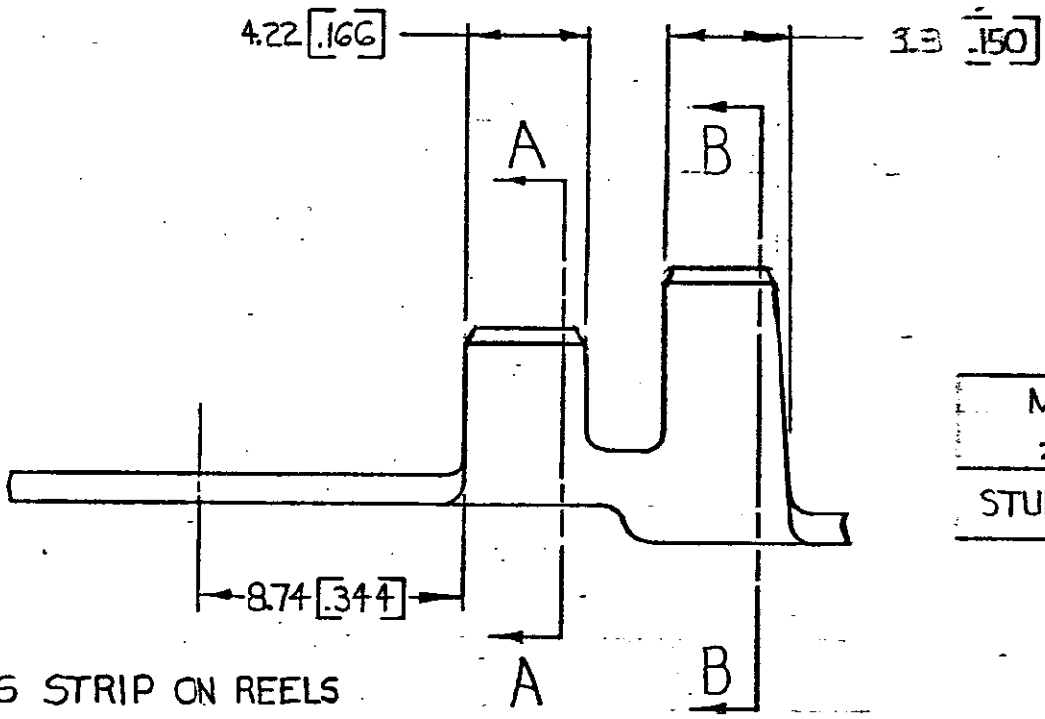 4.22 [.166]
3.3 [.150]
A
B
M
STU
8.74 [.344]
A
B
STRIP ON REELS